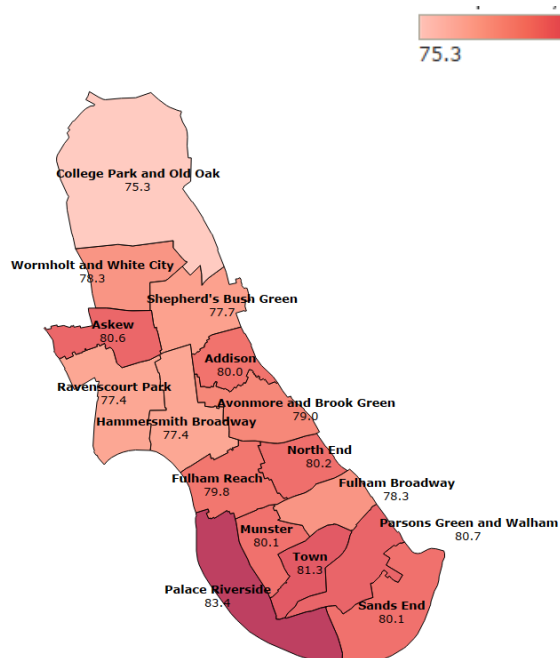 75.3
College Park and Old Oak
75.3
Wormholt and White City
78.3
Shepherd's Bush Green
77.7
Askew
80.6
Addison
80.0
Ravenscourt Park
77.4
Avonmore and Brook Green
79.0
Hammersmith Broadway
77.4
North End
80.2
Fulham Reach
79.8
Fulham Broadway
78.3
Parsons Green and Walham
80.7
Munster
80.1
Town
81.3
Palace Riverside
83.4
Sands End
80.1